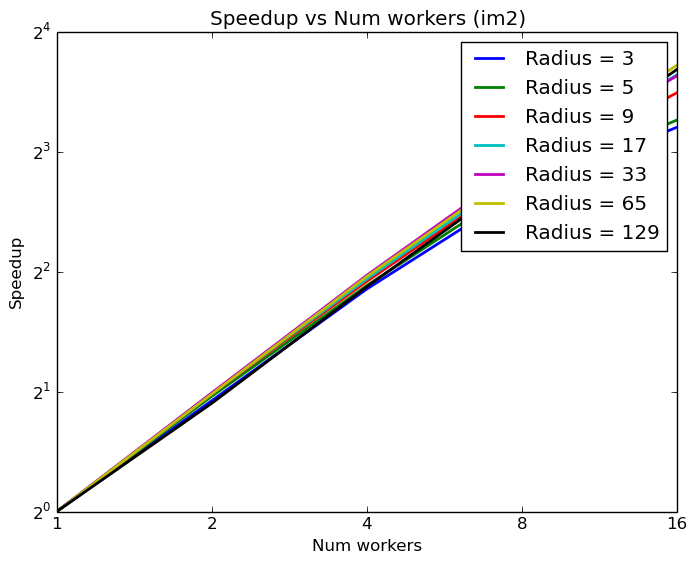 Speedup vs Num workers (im2)
2^4
2^3
2^2
2^1
2^0
Speedup
Radius = 3
Radius = 5
Radius = 9
Radius = 17
Radius = 33
Radius = 65
Radius = 129
1 2 4 8 16
Num workers